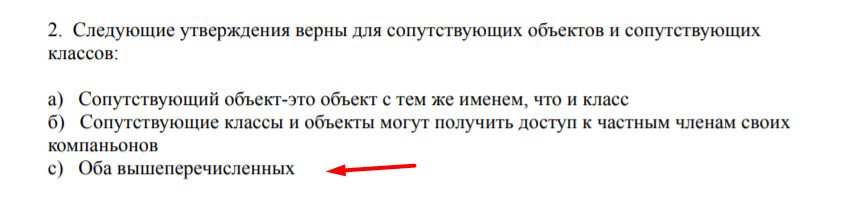 2. Следующие утверждения верны для сопутствующих объектов и сопутствующих
классов:
а) Сопутствующий объект-это объект с тем же именем, что и класс
б) Сопутствующие классы и объекты могут получить доступ к частным членам своих
компаньонов
с) Оба вышеперечисленных